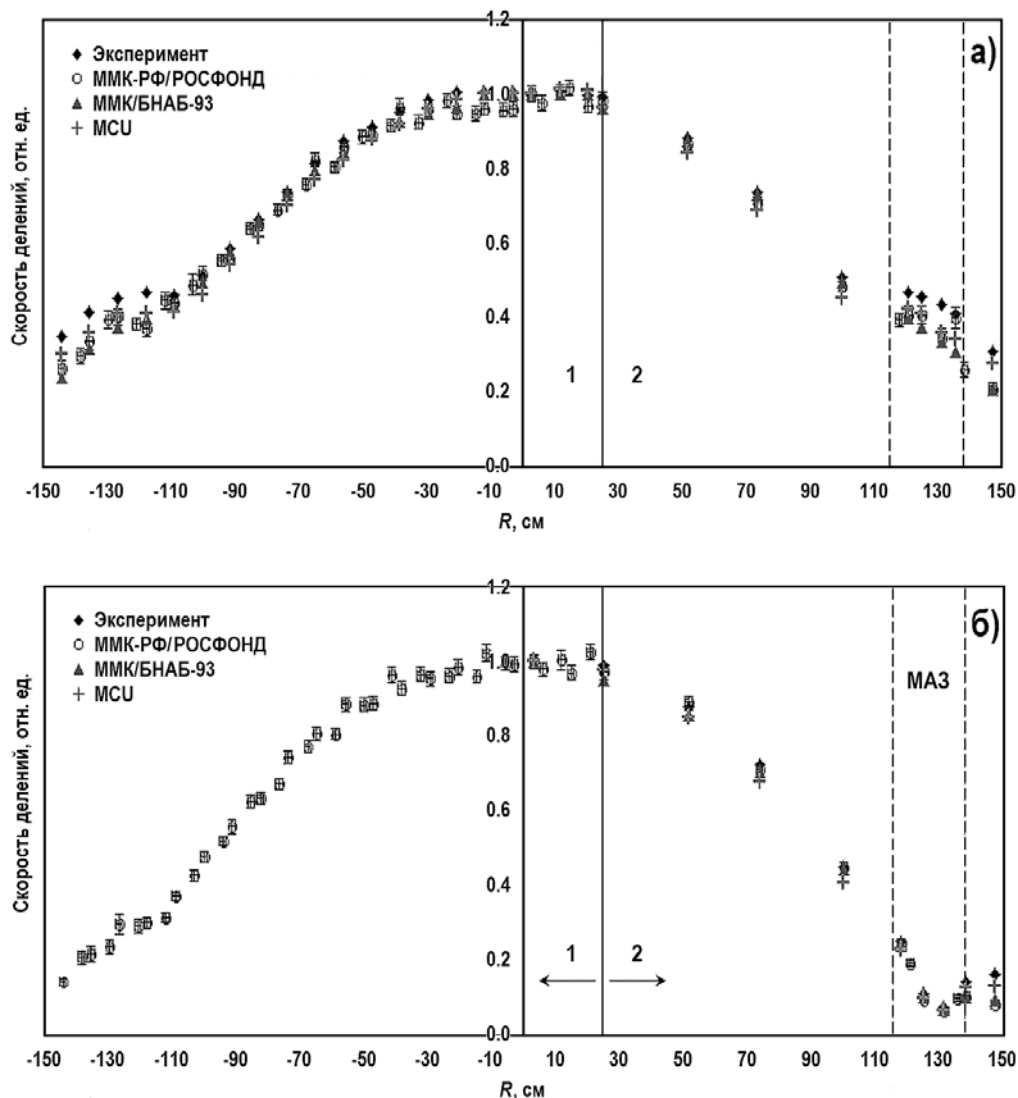 1.2
а)
◆ Эксперимент
○ ММК-РФ/РОСФОНД
▲ ММК/БНАБ-93
+ MCU
1.0
0.8
0.6
0.4
0.2
0.0
Скорость делений, отн. ед.
1 2
-150 -130 -110 -90 -70 -50 -30 -10 10 30 50 70 90 110 130 150
R, см
1.2
б)
◆ Эксперимент
○ ММК-РФ/РОСФОНД
▲ ММК/БНАБ-93
+ MCU
1.0
МАЗ
0.8
0.6
0.4
0.2
0.0
Скорость делений, отн. ед.
1 2
-150 -130 -110 -90 -70 -50 -30 -10 10 30 50 70 90 110 130 150
R, см